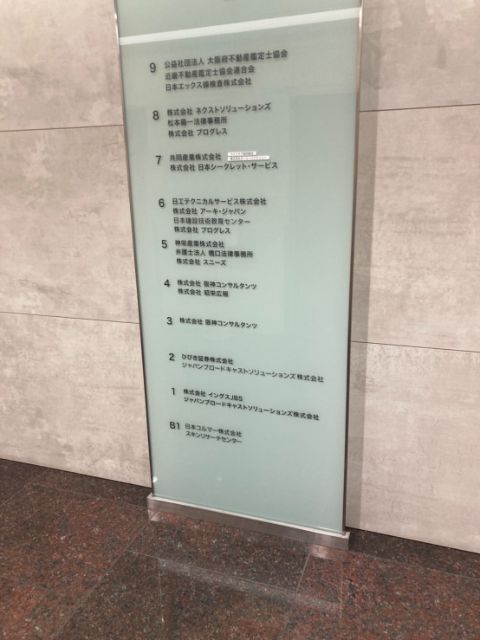 9 公益社団法人 大阪府不動産鑑定士協会
近畿不動産鑑定士協会連合会
日本エックス線検査株式会社
8 株式会社 ネクストソリューションズ
松本藤一法律事務所
株式会社 プログレス
7 共同産業株式会社
株式会社 日本シークレット・サービス
6 日工テクニカルサービス株式会社
株式会社 アーキ・ジャパン
日本建設技術教育センター
株式会社 プログレス
5 神栄産業株式会社
弁護士法人 橋口法律事務所
株式会社 スニーズ
4 株式会社 阪神コンサルタンツ
株式会社 昭栄広報
3 株式会社 阪神コンサルタンツ
2 ひびき証券株式会社
ジャパンブロードキャストソリューションズ株式会社
1 株式会社 イングスJBS
ジャパンブロードキャストソリューションズ株式会社
B1 日本コルマー株式会社
スキンリサーチセンター